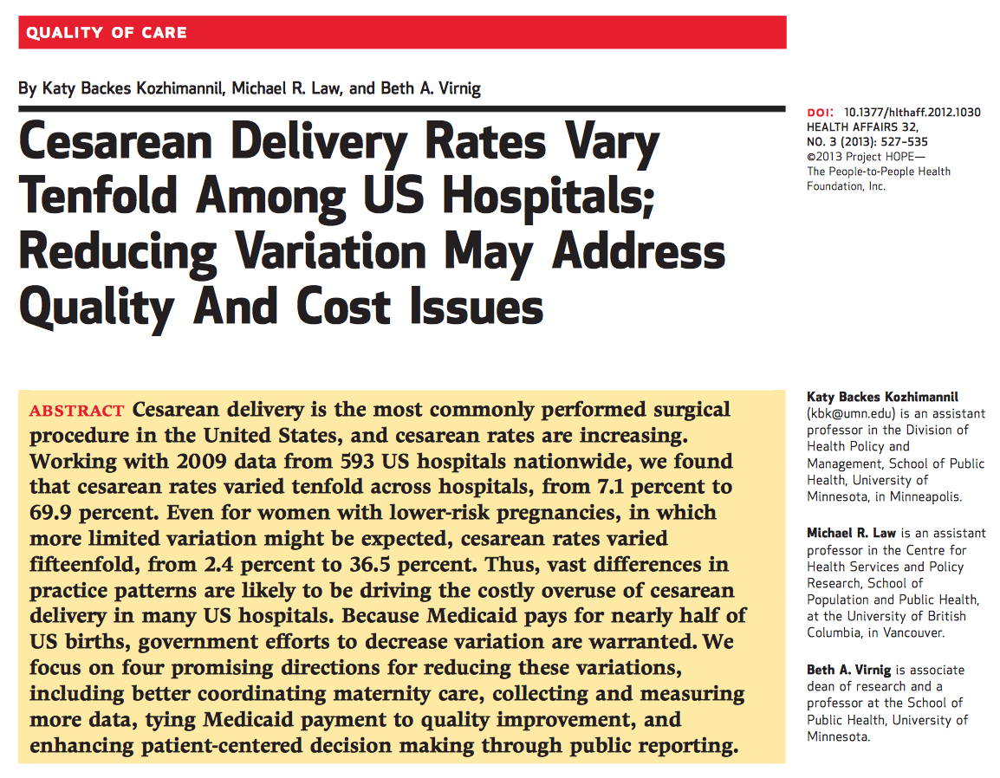 QUALITY OF CARE
By Katy Backes Kozhimannil, Michael R. Law, and Beth A. Virnig
Cesarean Delivery Rates Vary
Tenfold Among US Hospitals;
Reducing Variation May Address
Quality And Cost Issues
DOI: 10.1377/hlthaff.2012.1030
HEALTH AFFAIRS 32,
NO. 3 (2013): 527–535
©2013 Project HOPE—
The People-to-People Health
Foundation, Inc.
ABSTRACT Cesarean delivery is the most commonly performed surgical
procedure in the United States, and cesarean rates are increasing.
Working with 2009 data from 593 US hospitals nationwide, we found
that cesarean rates varied tenfold across hospitals, from 7.1 percent to
69.9 percent. Even for women with lower-risk pregnancies, in which
more limited variation might be expected, cesarean rates varied
fifteenfold, from 2.4 percent to 36.5 percent. Thus, vast differences in
practice patterns are likely to be driving the costly overuse of cesarean
delivery in many US hospitals. Because Medicaid pays for nearly half of
US births, government efforts to decrease variation are warranted. We
focus on four promising directions for reducing these variations,
including better coordinating maternity care, collecting and measuring
more data, tying Medicaid payment to quality improvement, and
enhancing patient-centered decision making through public reporting.
Katy Backes Kozhimannil
(kbk@umn.edu) is an assistant
professor in the Division of
Health Policy and
Management, School of Public
Health, University of
Minnesota, in Minneapolis.
Michael R. Law is an assistant
professor in the Centre for
Health Services and Policy
Research, School of
Population and Public Health,
at the University of British
Columbia, in Vancouver.
Beth A. Virnig is associate
dean of research and a
professor at the School of
Public Health, University of
Minnesota.